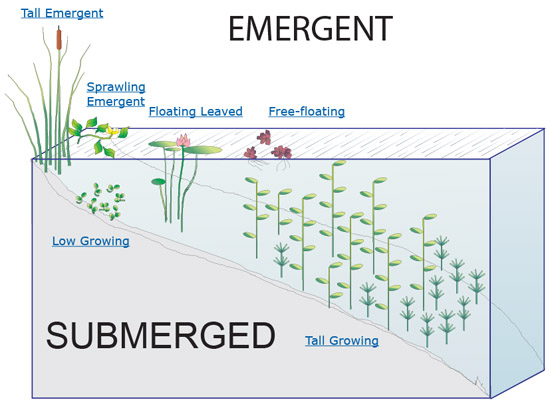 Tall Emergent
EMERGENT
Sprawling
Emergent
Floating Leaved
Free-floating
Low Growing
SUBMERGED
Tall Growing